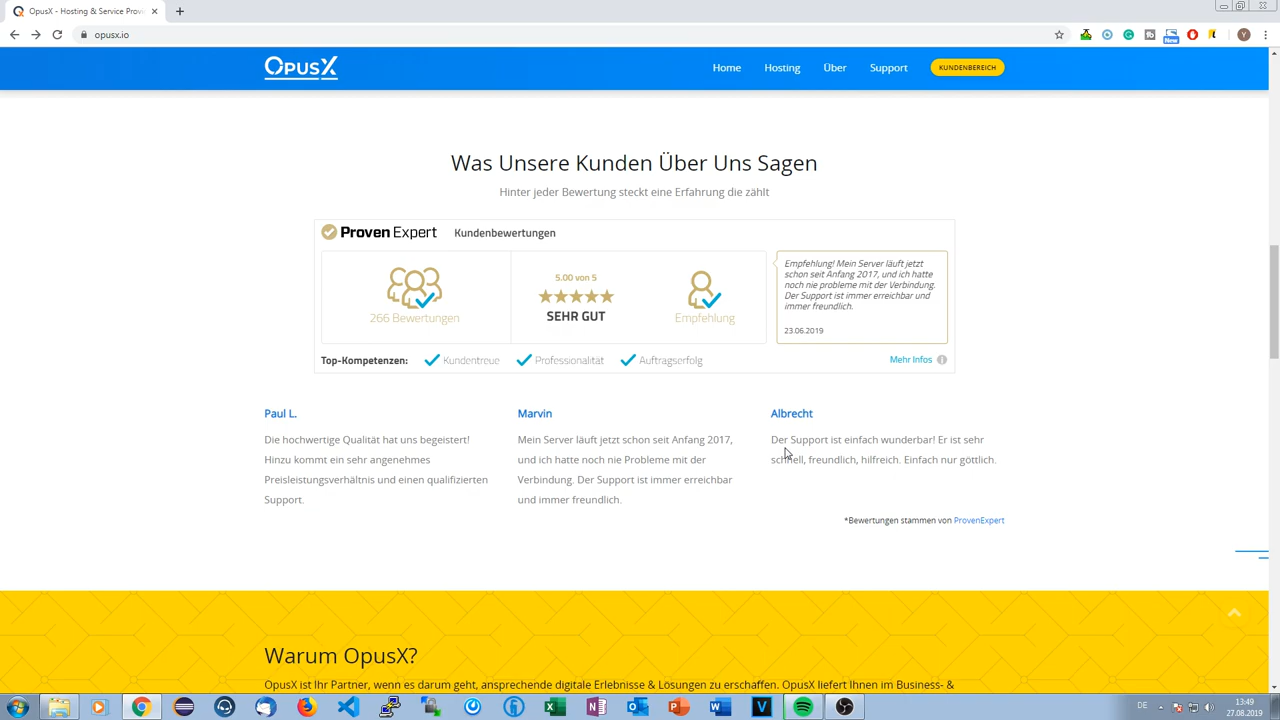 OpusX - Hosting & Service Provi
opusx.io
New
Y
OpusX
Home
Hosting
Über
Support
KUNDENBEREICH
Was Unsere Kunden Über Uns Sagen
Hinter jeder Bewertung steckt eine Erfahrung die zählt
Proven Expert Kundenbewertungen
266 Bewertungen
5.00 von 5
SEHR GUT
Empfehlung
Empfehlung! Mein Server läuft jetzt
schon seit Anfang 2017, und ich hatte
noch nie probleme mit der Verbindung.
Der Support ist immer erreichbar und
immer freundlich.
23.06.2019
Top-Kompetenzen: Kundentreue Professionalität Auftragserfolg
Mehr Infos
Paul L.
Die hochwertige Qualität hat uns begeistert!
Hinzu kommt ein sehr angenehmes
Preisleistungsverhältnis und einen qualifizierten
Support.
Marvin
Mein Server läuft jetzt schon seit Anfang 2017,
und ich hatte noch nie Probleme mit der
Verbindung. Der Support ist immer erreichbar
und immer freundlich.
Albrecht
Der Support ist einfach wunderbar! Er ist sehr
schnell, freundlich, hilfreich. Einfach nur göttlich.
*Bewertungen stammen von ProvenExpert
Warum OpusX?
OpusX ist Ihr Partner, wenn es darum geht, ansprechende digitale Erlebnisse & Lösungen zu erschaffen. OpusX liefert Ihnen im Business- &
DE
13:49
27.08.2019